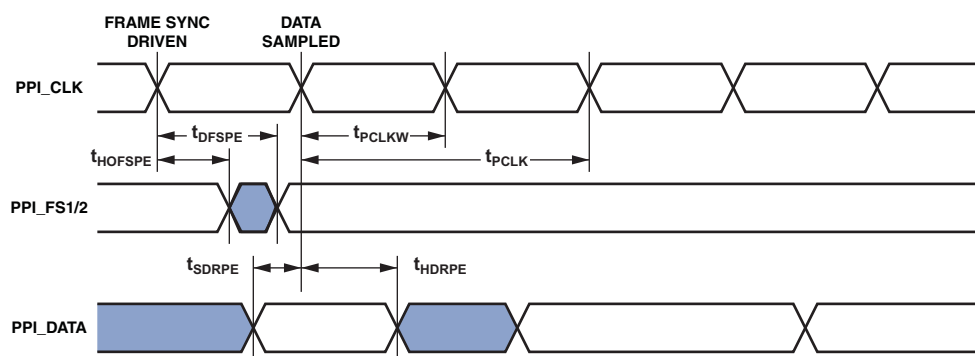 FRAME SYNC
DRIVEN
DATA
SAMPLED
PPI_CLK
tDFSPE
tPCLKW
tHOFSPE
tPCLK
PPI_FS1/2
tSDRPE
tHDRPE
PPI_DATA